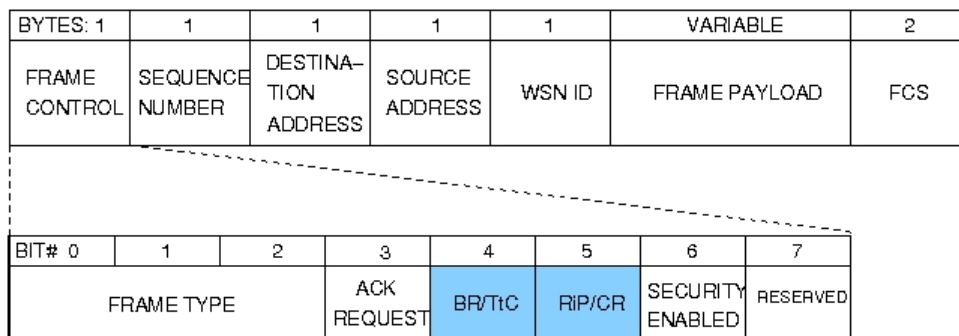 BYTES: 1 1 1 1 1 VARIABLE 2
FRAME CONTROL
SEQUENCE NUMBER
DESTINA–TION ADDRESS
SOURCE ADDRESS
WSN ID
FRAME PAYLOAD
FCS
BIT# 0 1 2 3 4 5 6 7
FRAME TYPE
ACK REQUEST
BR/TtC
RiP/CR
SECURITY ENABLED
RESERVED